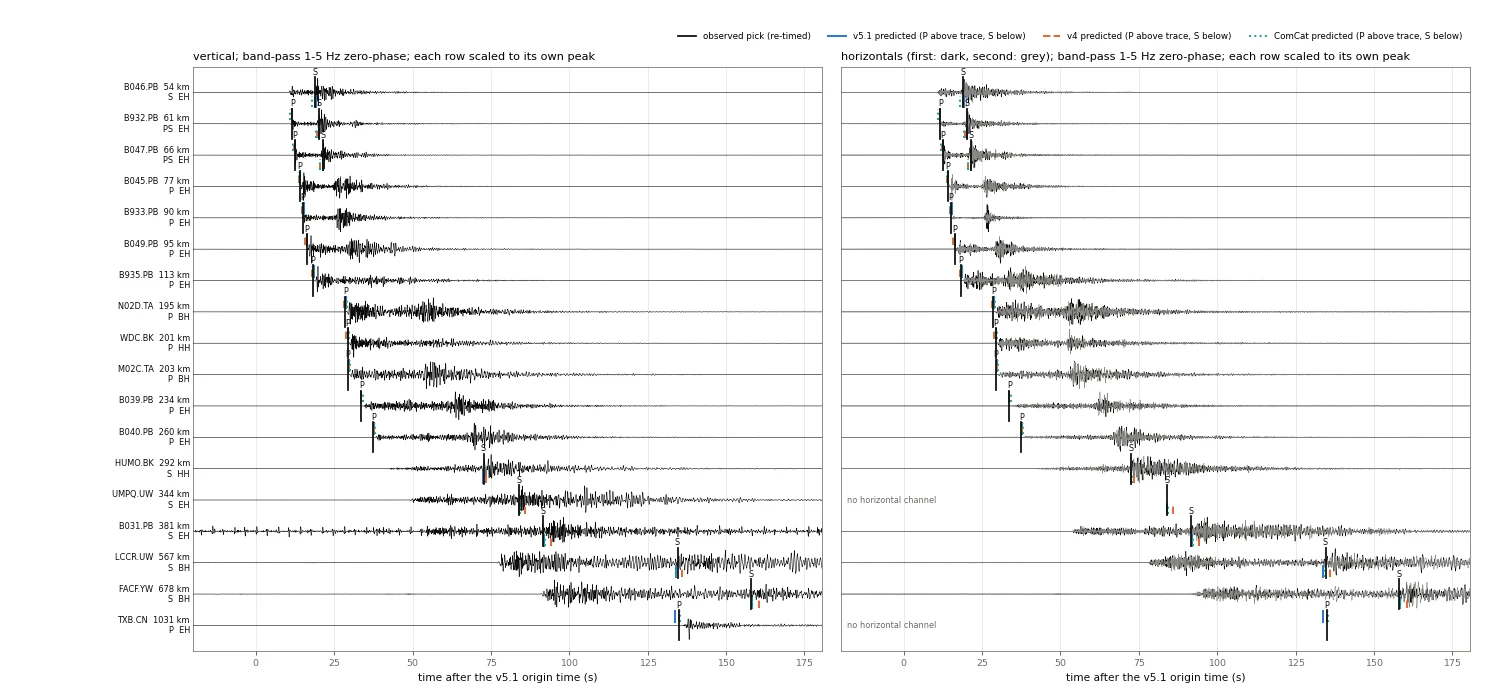 observed pick (re-timed)
v5.1 predicted (P above trace, S below)
v4 predicted (P above trace, S below)
ComCat predicted (P above trace, S below)
vertical; band-pass 1-5 Hz zero-phase; each row scaled to its own peak
horizontals (first: dark, second: grey); band-pass 1-5 Hz zero-phase; each row scaled to its own peak
B046.PB 54 km
S EH
B932.PB 61 km
PS EH
B047.PB 66 km
PS EH
B045.PB 77 km
P EH
B933.PB 90 km
P EH
B049.PB 95 km
P EH
B935.PB 113 km
P EH
N02D.TA 195 km
P BH
WDC.BK 201 km
P HH
M02C.TA 203 km
P BH
B039.PB 234 km
P EH
B040.PB 260 km
P EH
HUMO.BK 292 km
S HH
UMPQ.UW 344 km
S EH
no horizontal channel
B031.PB 381 km
S EH
LCCR.UW 567 km
S BH
FACF.YW 678 km
S BH
TXB.CN 1031 km
P EH
no horizontal channel
0 25 50 75 100 125 150 175
0 25 50 75 100 125 150 175
time after the v5.1 origin time (s)
time after the v5.1 origin time (s)